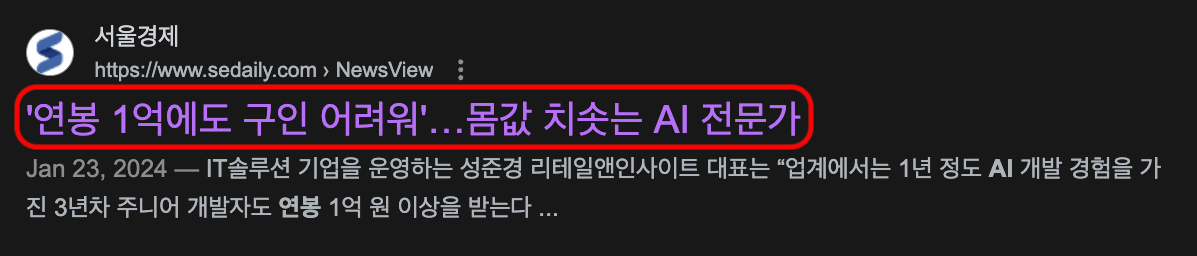 서울경제
https://www.sedaily.com › NewsView
'연봉 1억에도 구인 어려워'…몸값 치솟는 AI 전문가
Jan 23, 2024 — IT솔루션 기업을 운영하는 성준경 리테일앤인사이트 대표는 “업계에서는 1년 정도 AI 개발 경험을 가
진 3년차 주니어 개발자도 연봉 1억 원 이상을 받는다 ...